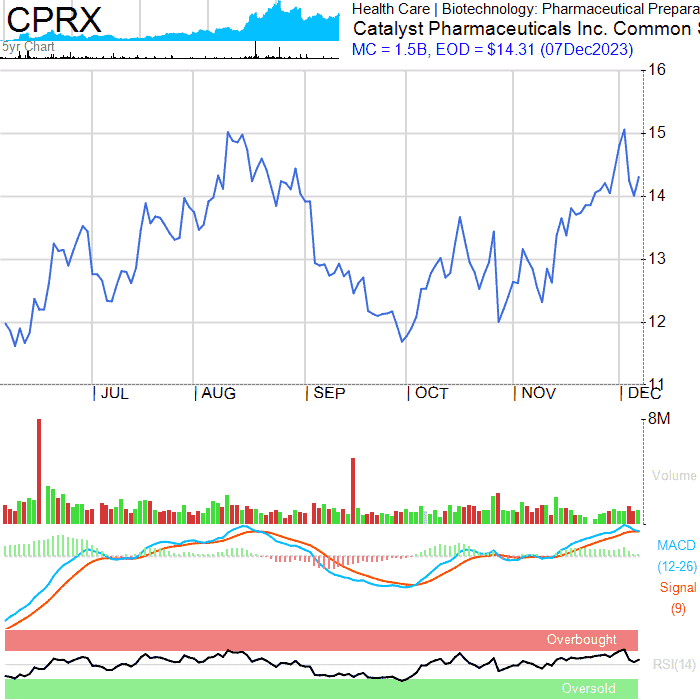 CPRX
5yr Chart
Health Care | Biotechnology: Pharmaceutical Prepara
Catalyst Pharmaceuticals Inc. Common S
MC = 1.5B, EOD = $14.31 (07Dec2023)
16
15
14
13
12
11
JUL AUG SEP OCT NOV DEC
8M
Volume
MACD
(12-26)
Signal
(9)
Overbought
RSI(14)
Oversold